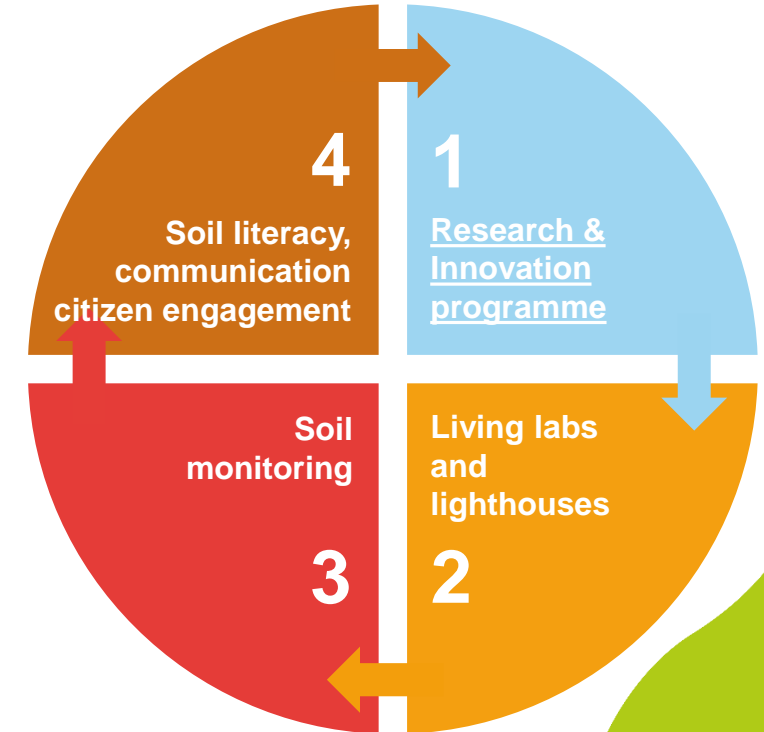 4
Soil literacy,
communication
citizen engagement
1
Research &
Innovation
programme
Soil
monitoring
3
Living labs
and
lighthouses
2